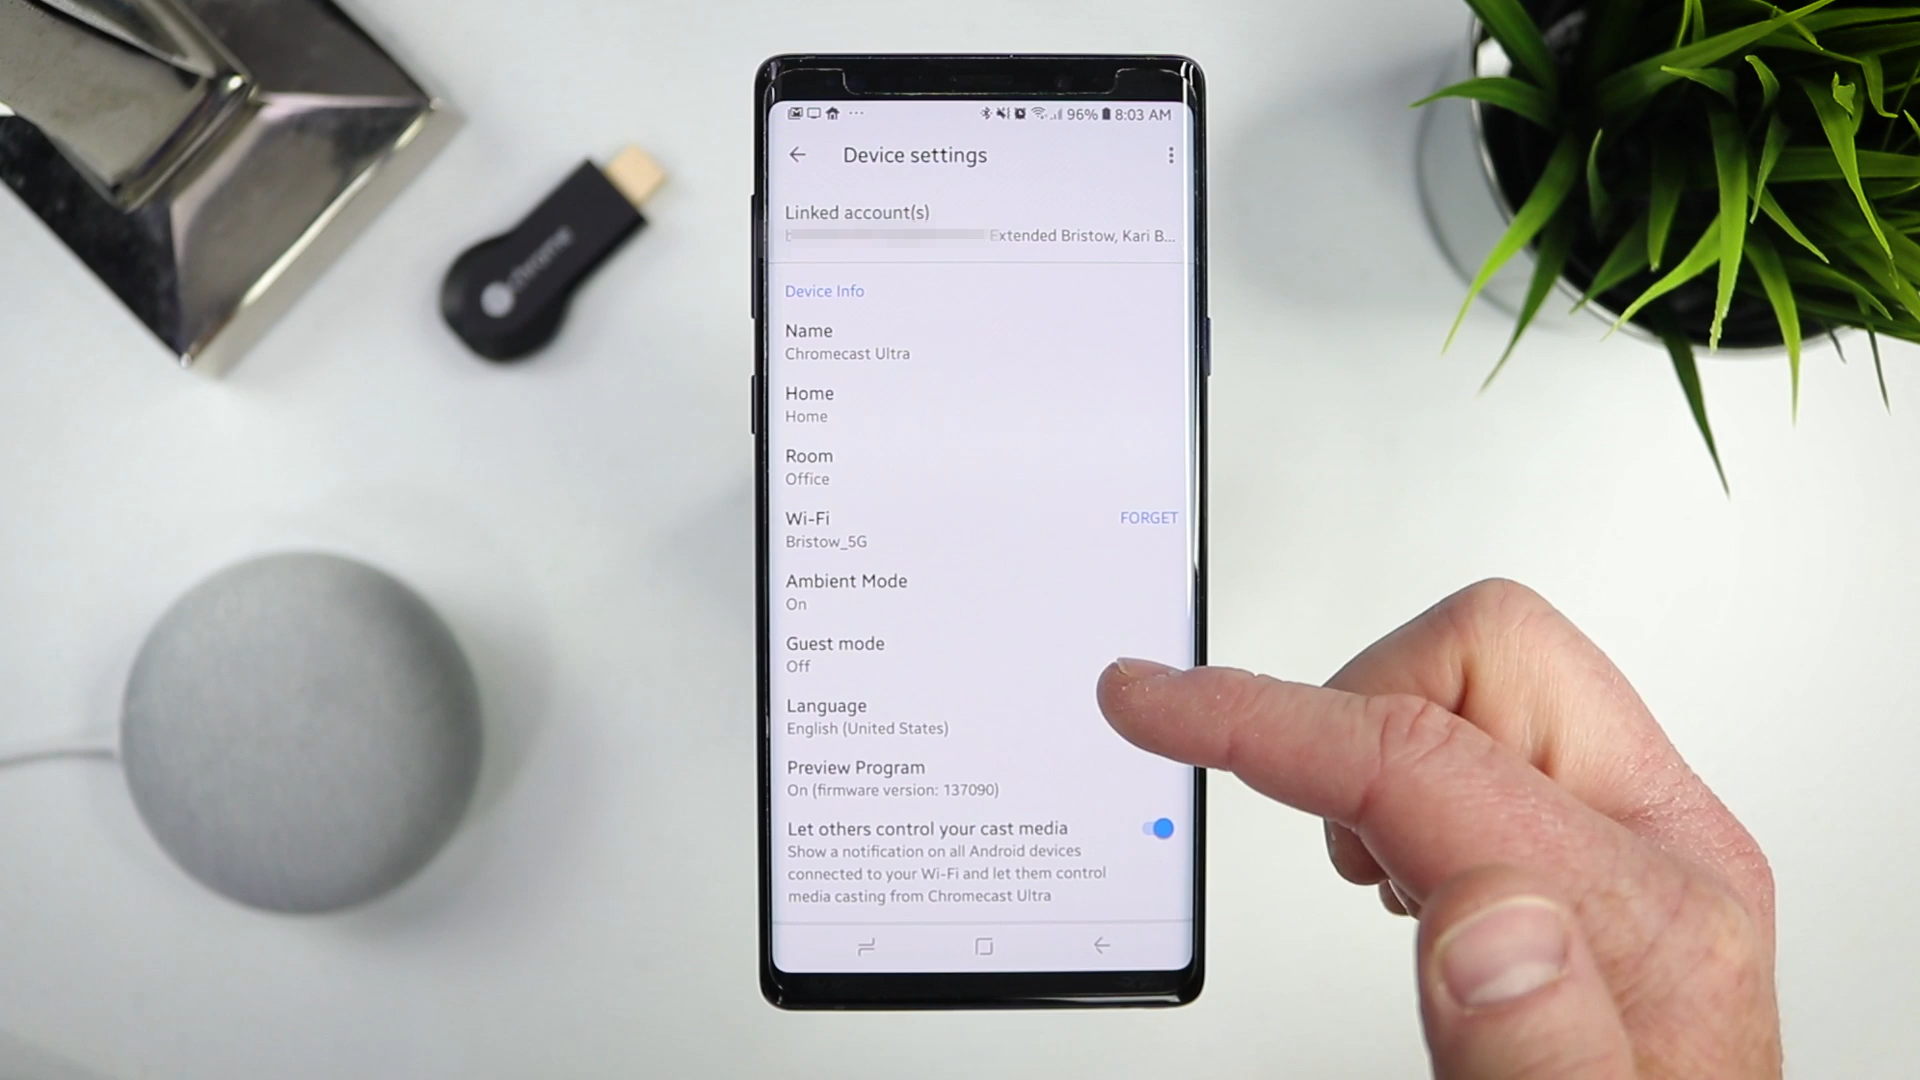 96% 8:03 AM
Device settings
Linked account(s)
Extended Bristow, Kari B...
Device Info
Name
Chromecast Ultra
Home
Home
Room
Office
Wi-Fi
FORGET
Bristow_5G
Ambient Mode
On
Guest mode
Off
Language
English (United States)
Preview Program
On (firmware version: 137090)
Let others control your cast media
Show a notification on all Android devices
connected to your Wi-Fi and let them control
media casting from Chromecast Ultra
chrome